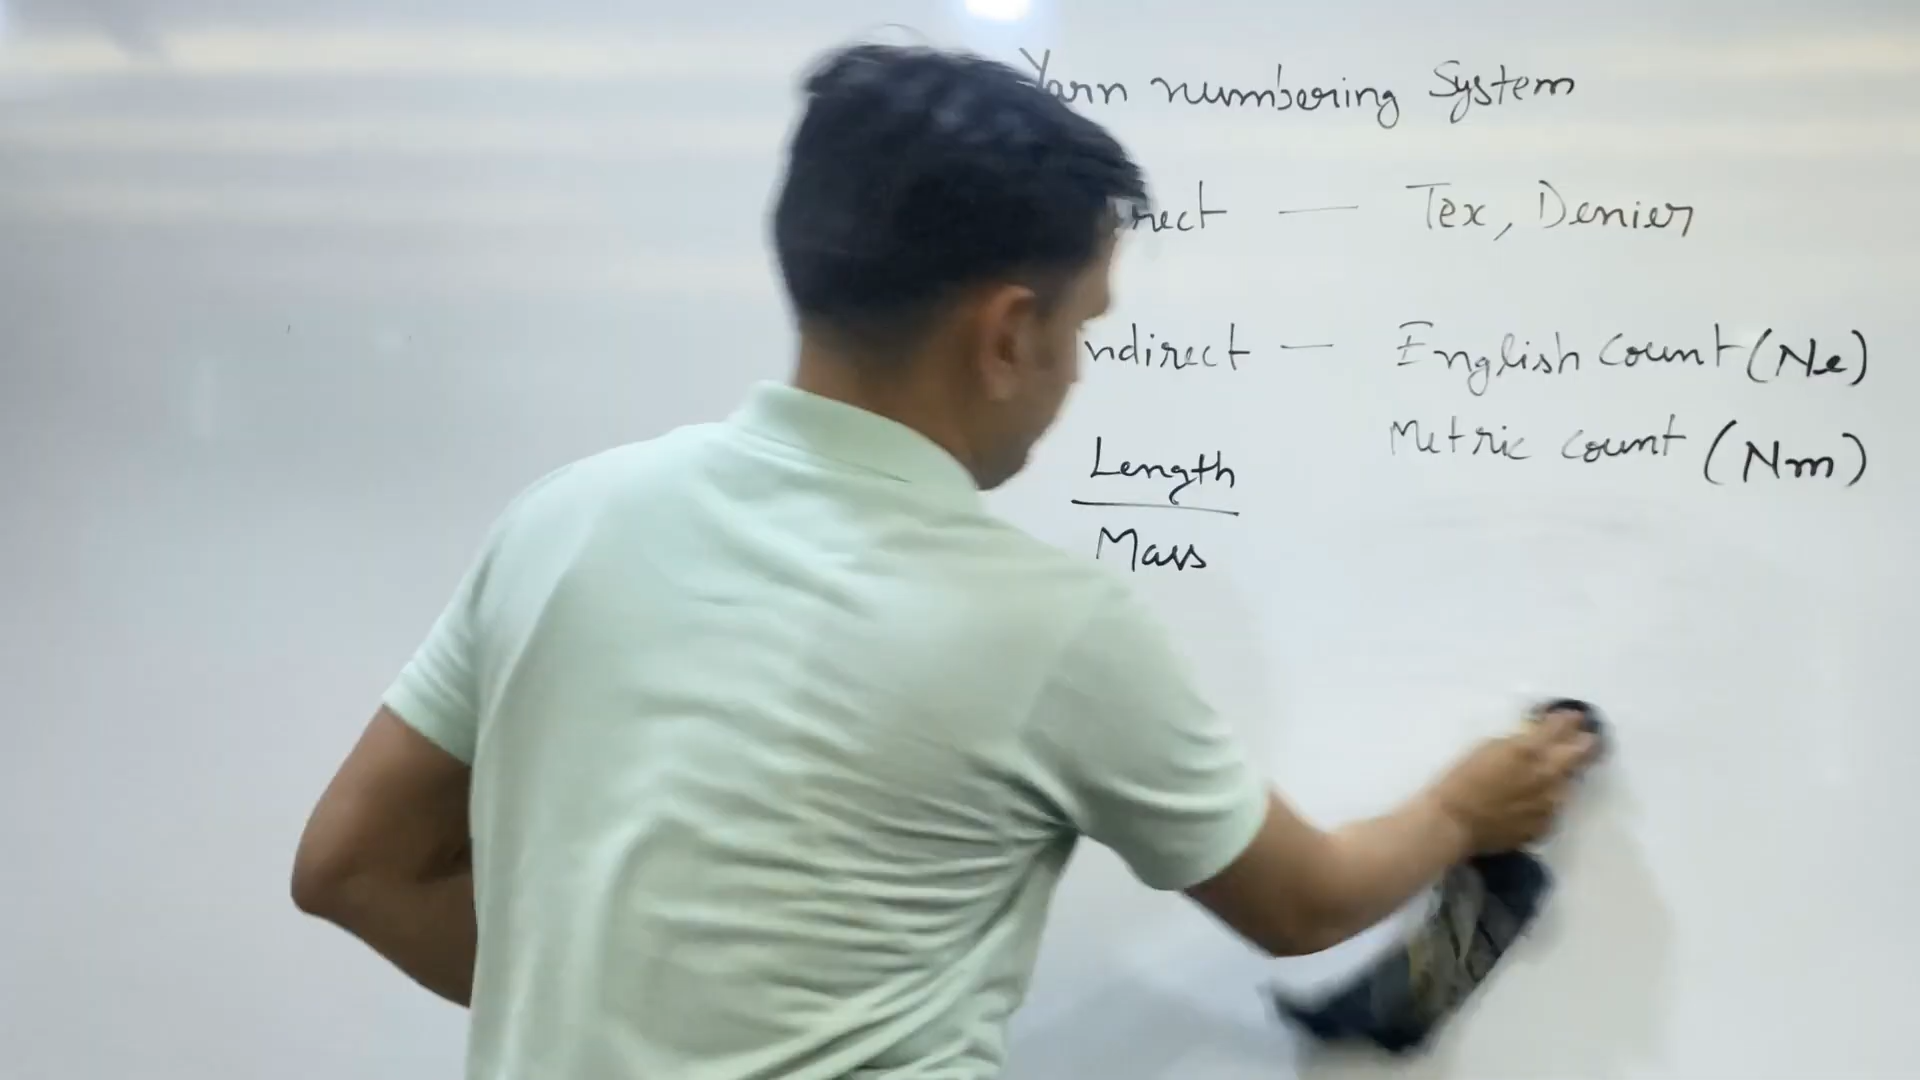 Yarn numbering System
rect — Tex, Denier
ndirect — English Count (Ne)
Metric count (Nm)
Length
Mass